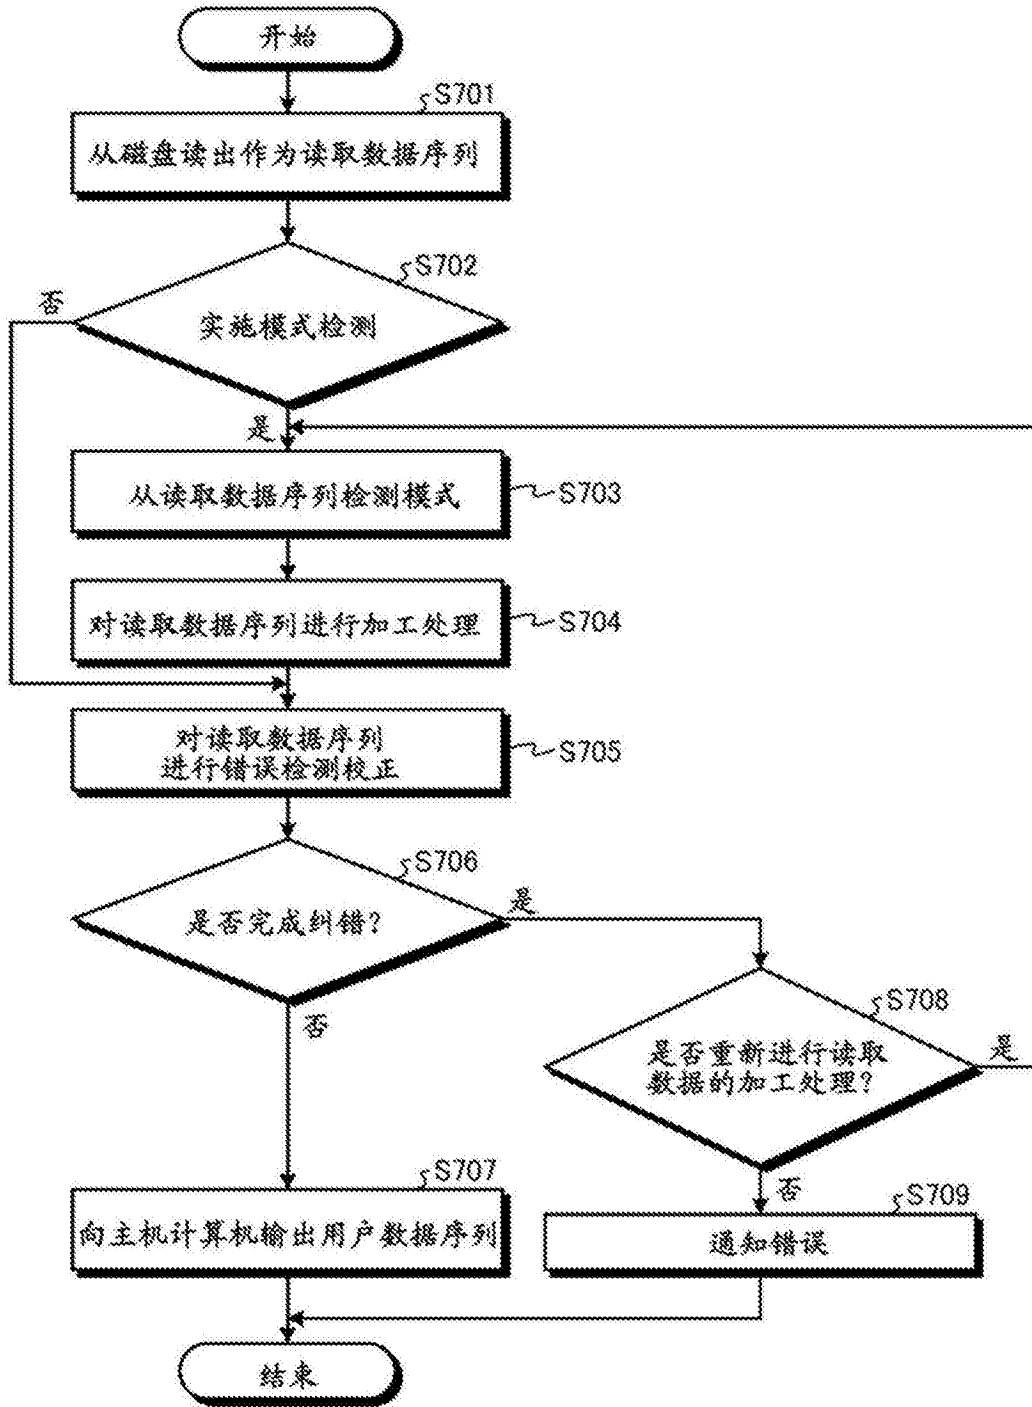 开始
S701
从磁盘读出作为读取数据序列
S702
否
实施模式检测
是
从读取数据序列检测模式
S703
对读取数据序列进行加工处理
S704
对读取数据序列
进行错误检测校正
S705
S706
是否完成纠错?
是
否
S708
是否重新进行读取
数据的加工处理?
是
否
S707
向主机计算机输出用户数据序列
S709
通知错误
结束